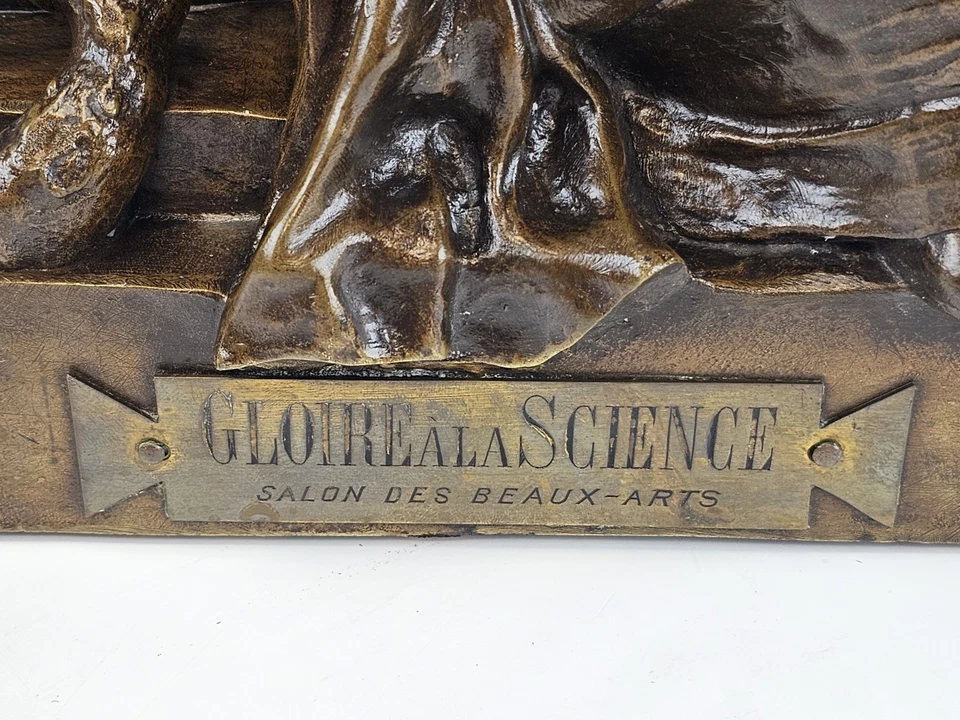 GLOIRE À LA SCIENCE
SALON DES BEAUX-ARTS